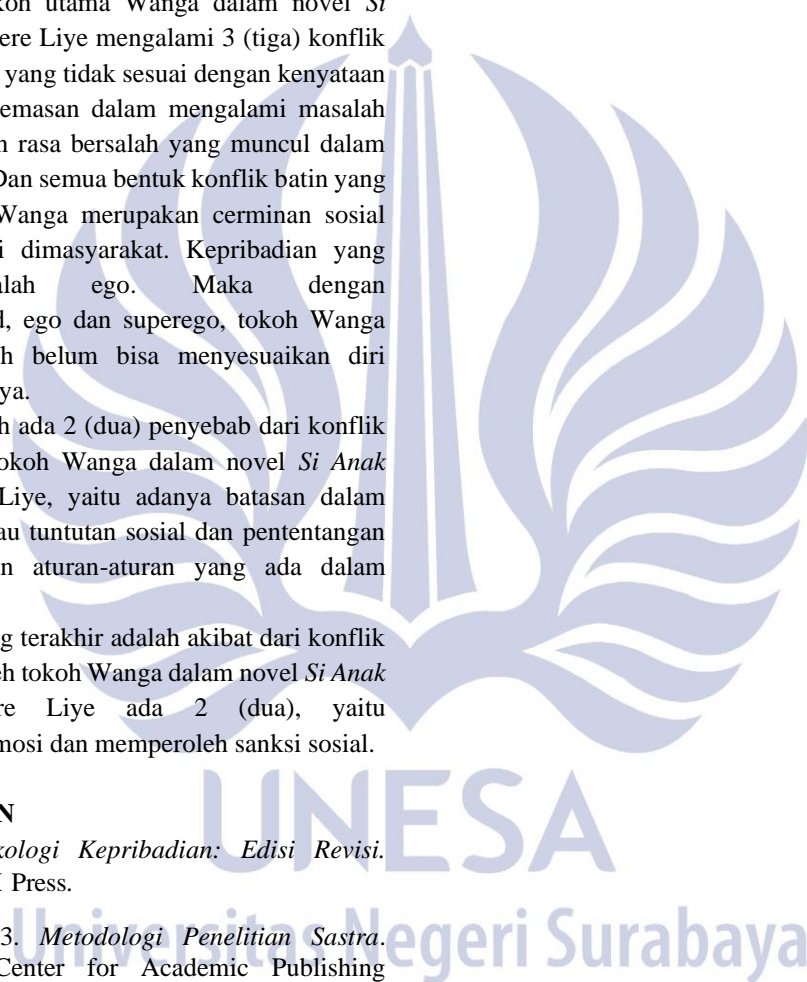 koh utama Wanga dalam novel Si
ere Liye mengalami 3 (tiga) konflik
yang tidak sesuai dengan kenyataan
emasan dalam mengalami masalah
rasa bersalah yang muncul dalam
Dan semua bentuk konflik batin yang
Wanga merupakan cerminan sosial
i dimasyarakat. Kepribadian yang
alah ego. Maka dengan
d, ego dan superego, tokoh Wanga
h belum bisa menyesuaikan diri
ya.
h ada 2 (dua) penyebab dari konflik
okoh Wanga dalam novel Si Anak
Liye, yaitu adanya batasan dalam
au tuntutan sosial dan pententangan
n aturan-aturan yang ada dalam
g terakhir adalah akibat dari konflik
eh tokoh Wanga dalam novel Si Anak
re Liye ada 2 (dua), yaitu
mosi dan memperoleh sanksi sosial.
N
kologi Kepribadian: Edisi Revisi.
Press.
3. Metodologi Penelitian Sastra.
Center for Academic Publishing
UNESA
Universitas Negeri Surabaya